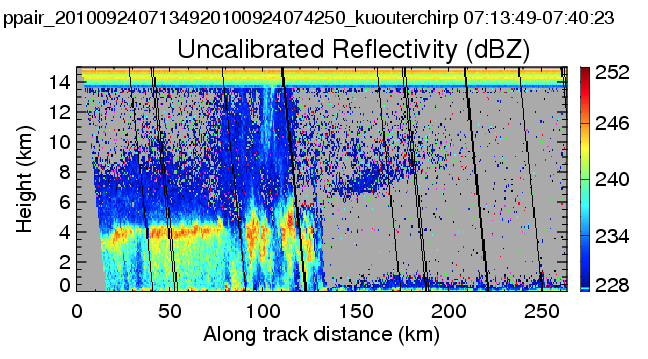 ppair_20100924071349​20100924074250_kuouterchirp 07:13:49-07:40:23
Uncalibrated Reflectivity (dBZ)
14
12
10
8
6
4
2
0
Height (km)
0 50 100 150 200 250
Along track distance (km)
252
246
240
234
228